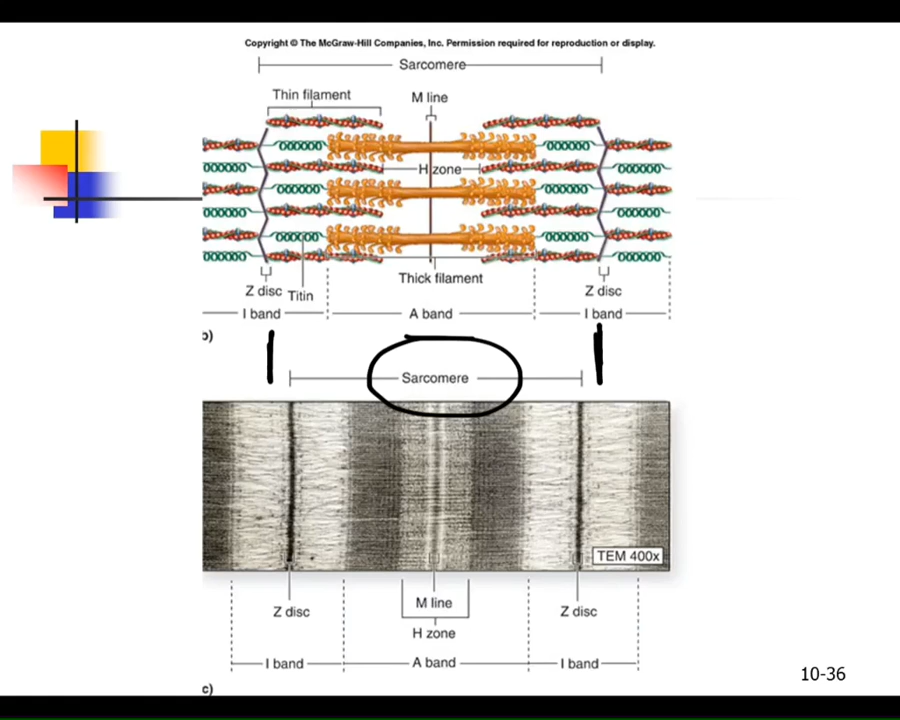 Copyright © The McGraw-Hill Companies, Inc. Permission required for reproduction or display.
Sarcomere
Thin filament
M line
H zone
Thick filament
Z disc
Titin
Z disc
I band
A band
I band
b)
Sarcomere
TEM 400x
Z disc
M line
Z disc
H zone
I band
A band
I band
10-36
c)